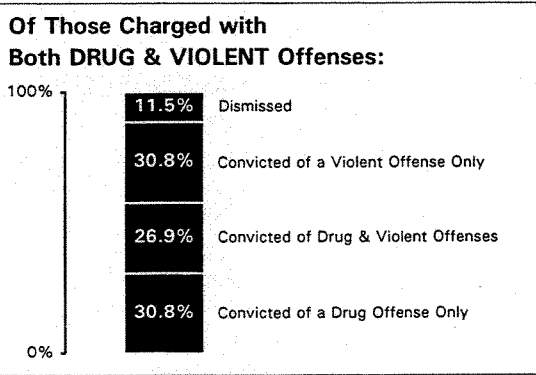 Of Those Charged with
Both DRUG & VIOLENT Offenses:
100%
11.5% Dismissed
30.8% Convicted of a Violent Offense Only
26.9% Convicted of Drug & Violent Offenses
30.8% Convicted of a Drug Offense Only
0%